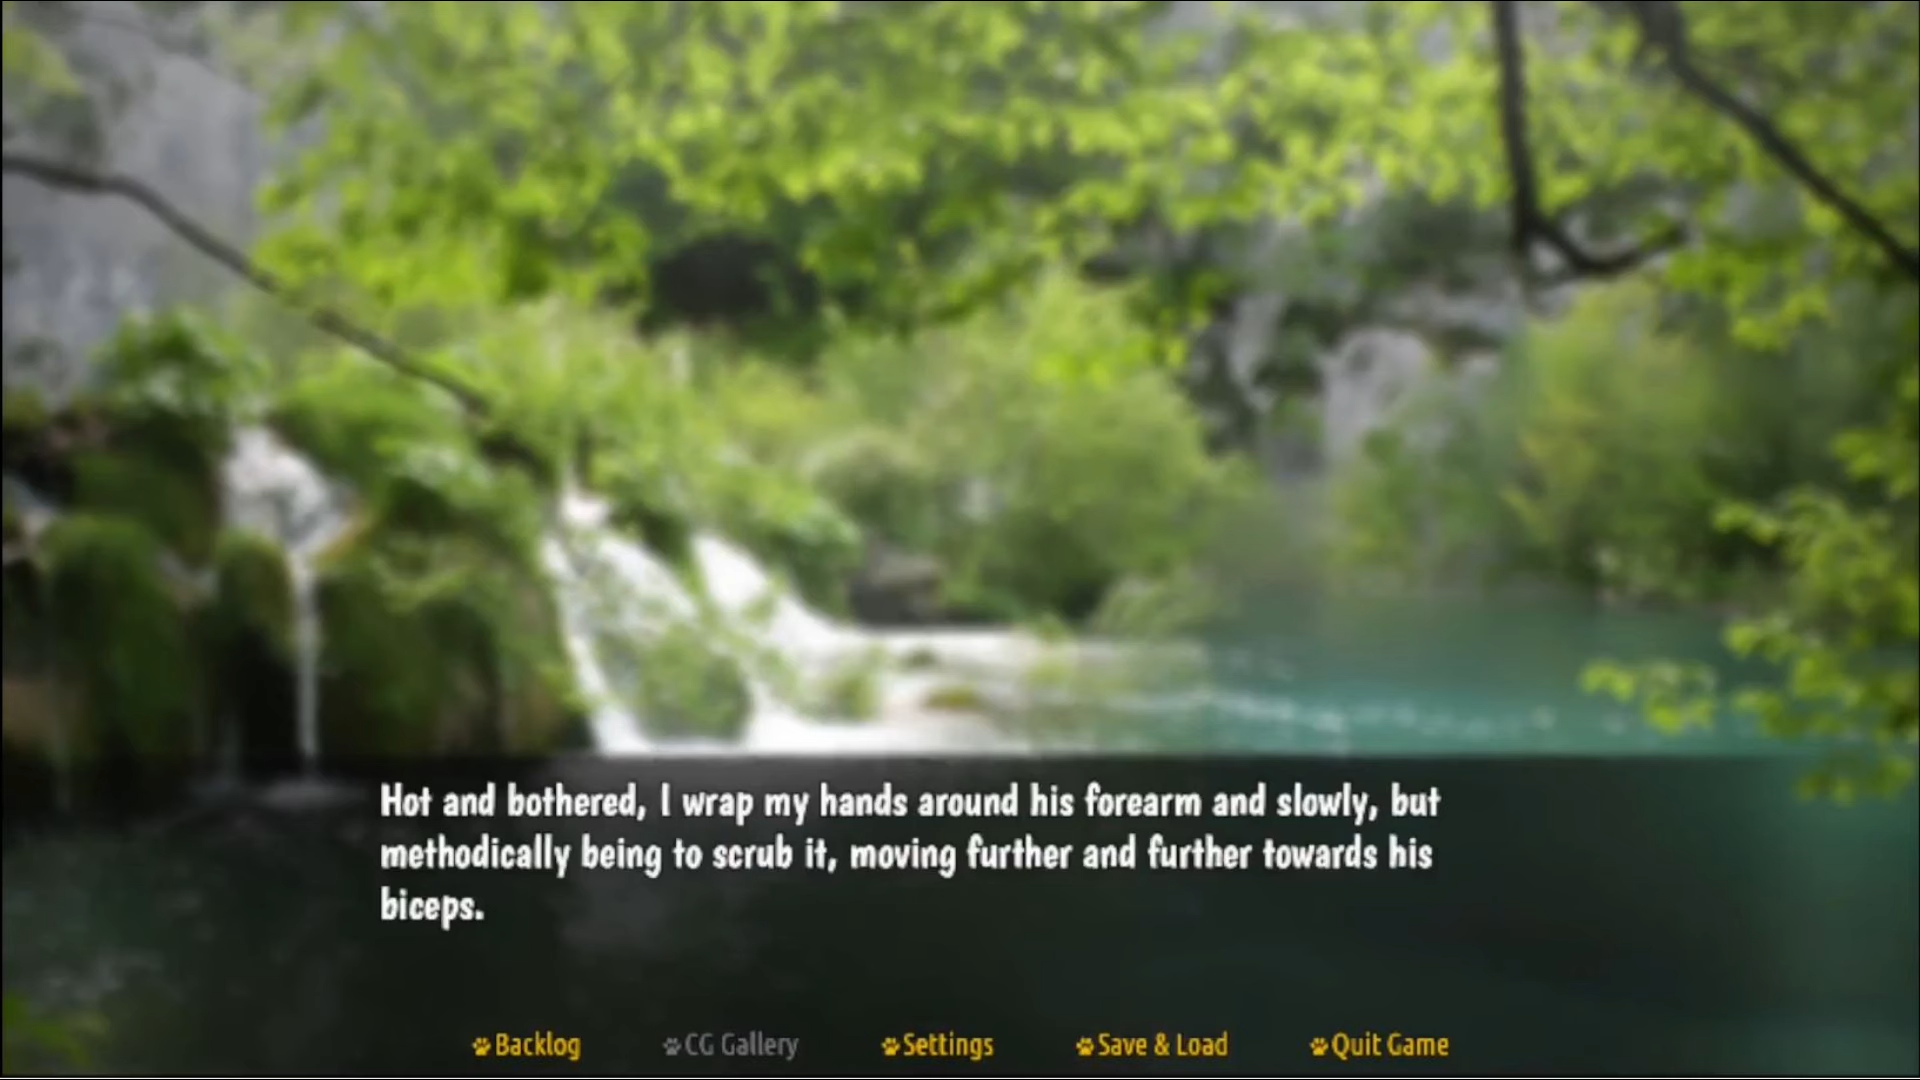 Hot and bothered, I wrap my hands around his forearm and slowly, but
methodically being to scrub it, moving further and further towards his
biceps.
Backlog CG Gallery Settings Save & Load Quit Game